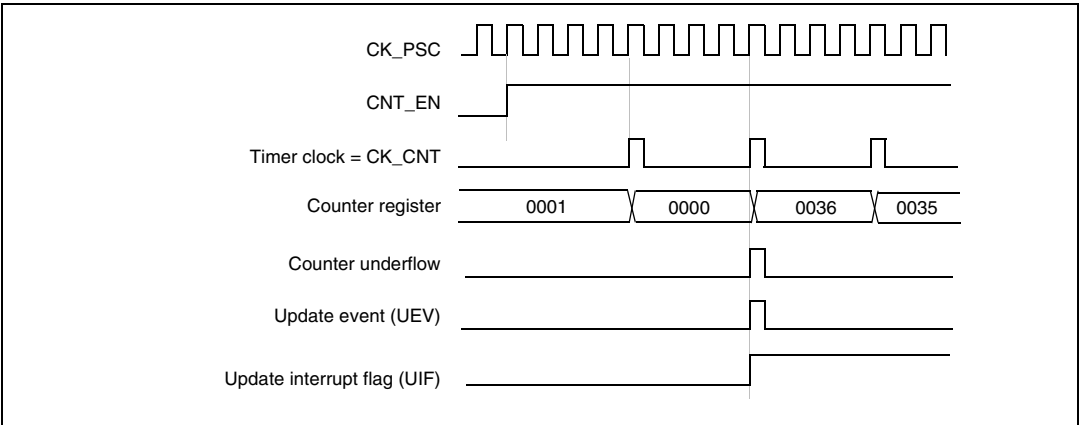 CK_PSC
CNT_EN
Timer clock = CK_CNT
Counter register 0001 0000 0036 0035
Counter underflow
Update event (UEV)
Update interrupt flag (UIF)